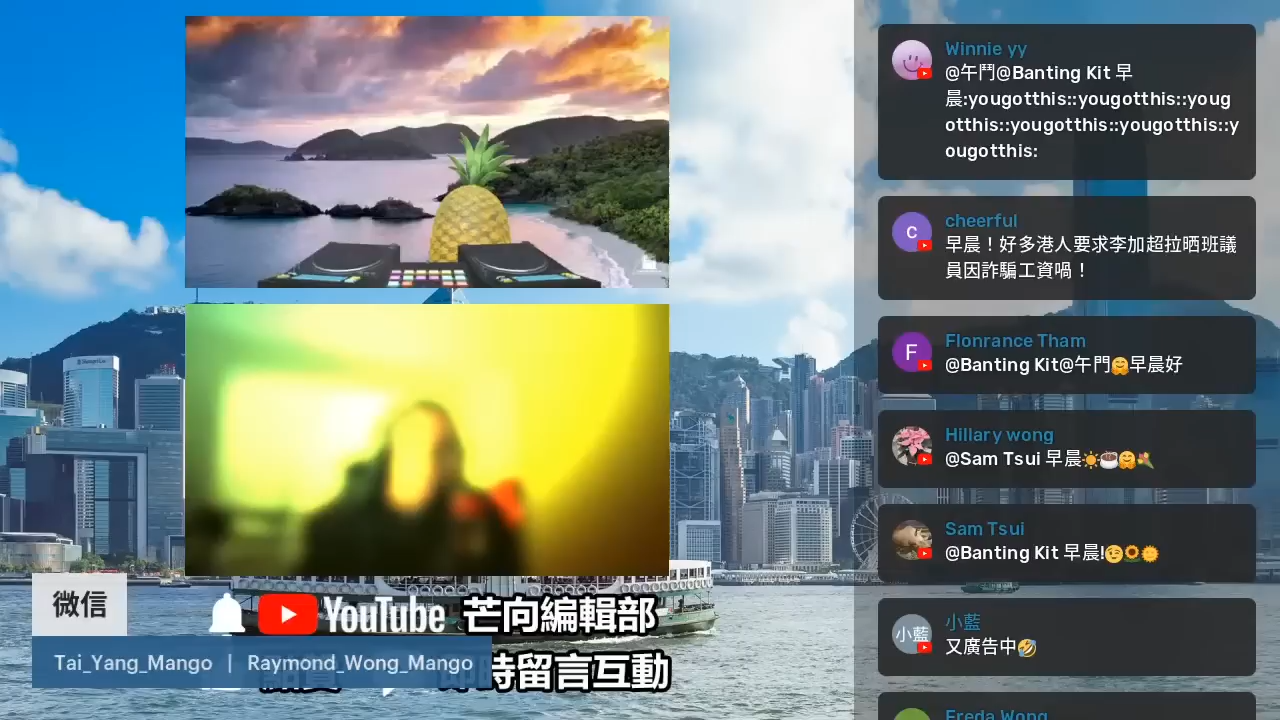 Winnie yy
@午鬥@Banting Kit 早
晨:yougotthis::yougotthis::youg
otthis::yougotthis::yougotthis::y
ougotthis:
cheerful
早晨！好多港人要求李加超拉晒班議
員因詐騙工資喎！
Flonrance Tham
@Banting Kit@午門🤗早晨好
Hillary wong
@Sam Tsui 早晨☀️☕🤗💐
Sam Tsui
@Banting Kit 早晨!🤗🌻🌞
小藍
小藍
又廣告中🤣
Freda Wong
微信
YouTube 芒向編輯部
Tai_Yang_Mango | Raymond_Wong_Mango
即時留言互動